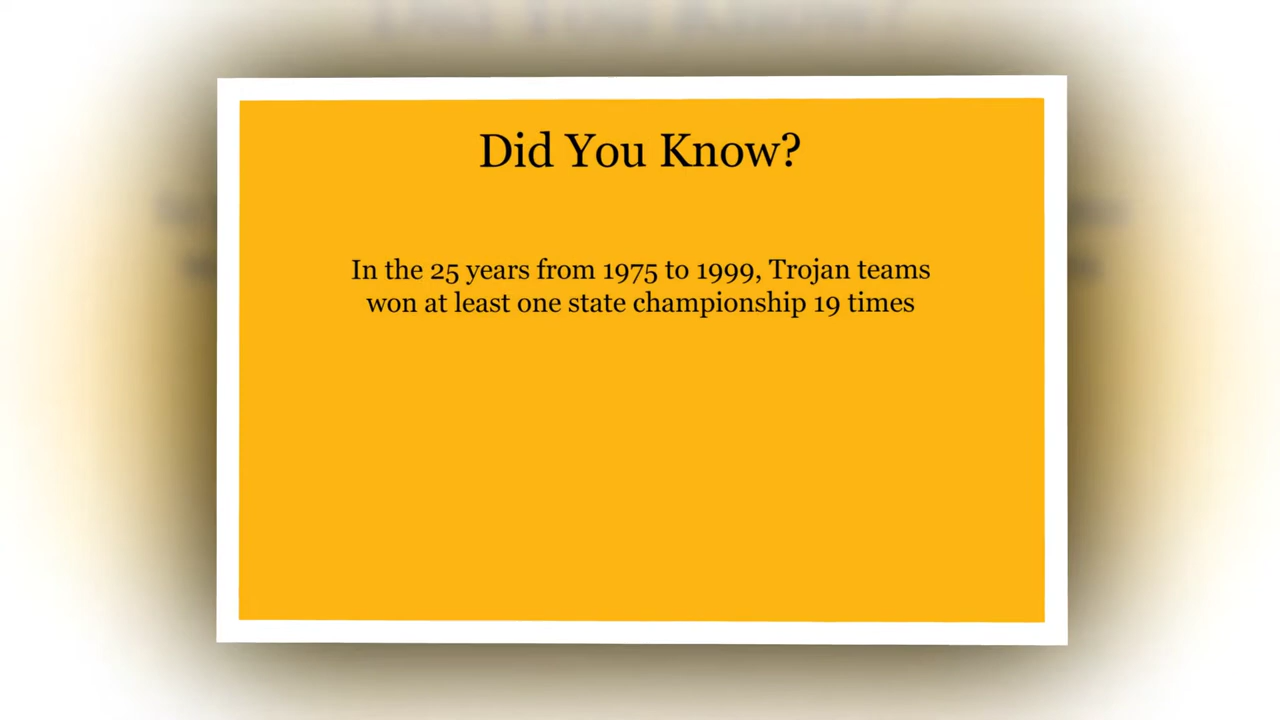 Did You Know?
In the 25 years from 1975 to 1999, Trojan teams
won at least one state championship 19 times